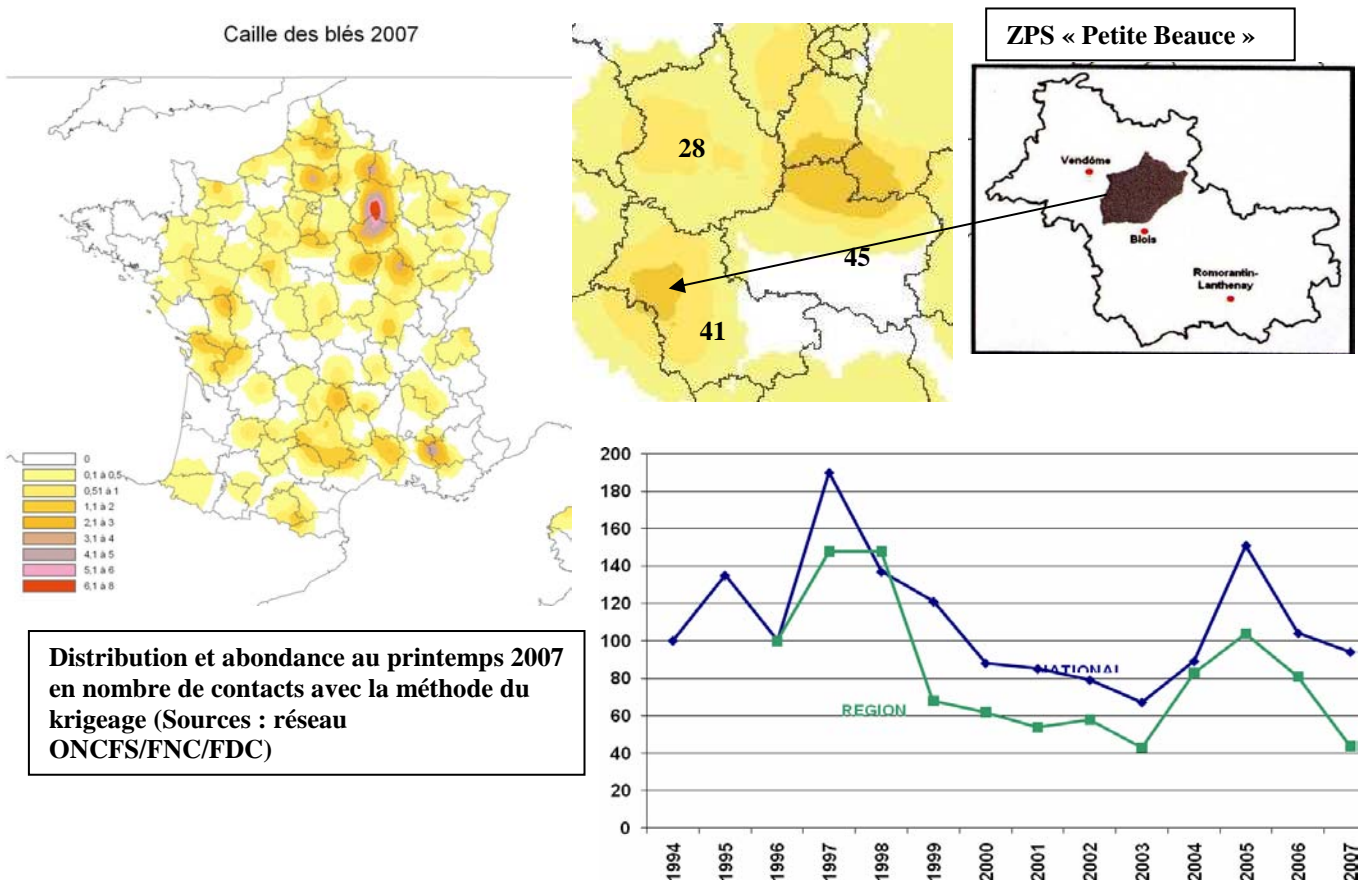 Caille des blés 2007
0
0,1 à 0,5
0,51 à 1
1,1 à 2
2,1 à 3
3,1 à 4
4,1 à 5
5,1 à 6
6,1 à 8
28
45
41
ZPS « Petite Beauce »
Vendôme
Blois
Romorantin-
Lanthenay
Distribution et abondance au printemps 2007
en nombre de contacts avec la méthode du
krigeage (Sources : réseau
ONCFS/FNC/FDC)
200
180
160
140
120
100
80
60
40
20
0
NATIONAL
REGION
1994
1995
1996
1997
1998
1999
2000
2001
2002
2003
2004
2005
2006
2007